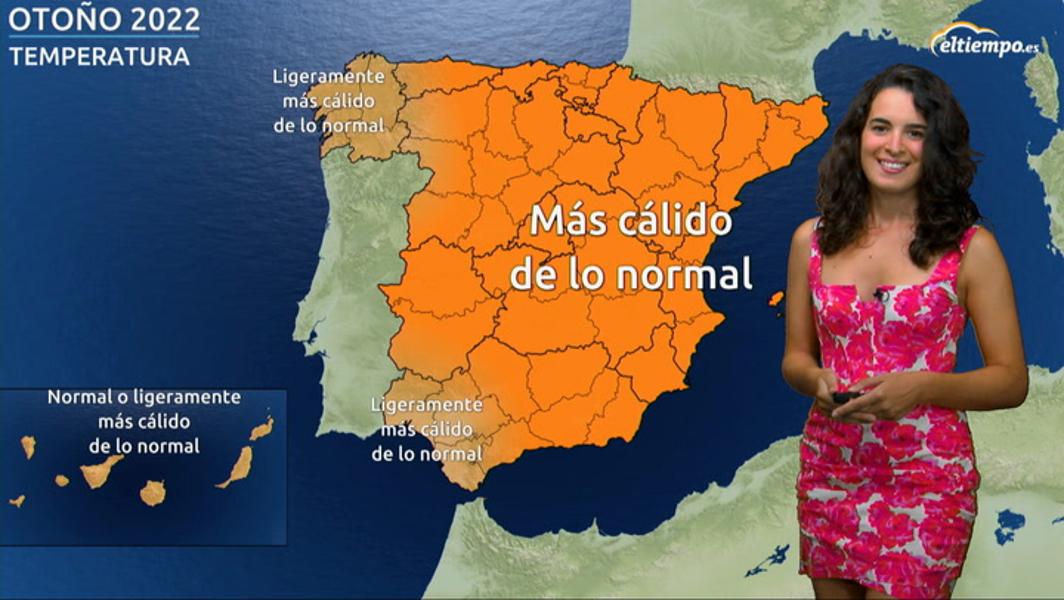 OTOÑO 2022
TEMPERATURA
eltiempo.es
Ligeramente
más cálido
de lo normal
Más cálido
de lo normal
Normal o ligeramente
más cálido
de lo normal
Ligeramente
más cálido
de lo normal